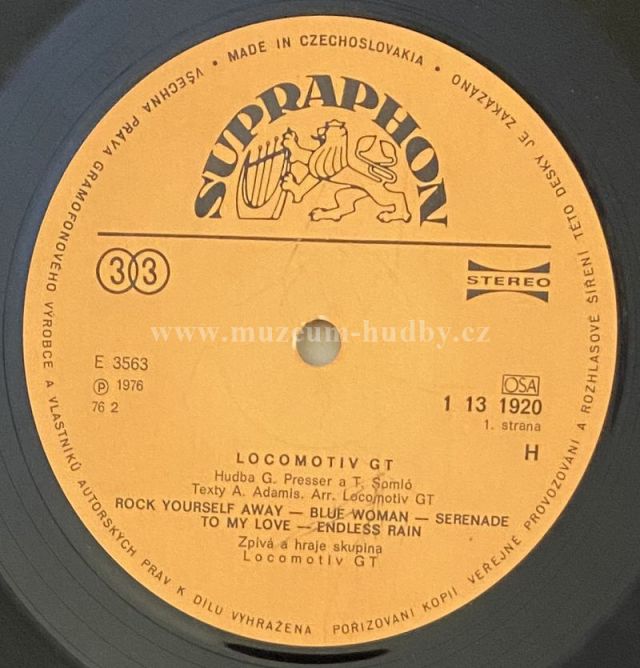 VŠECHNA PRÁVA GRAMOFONOVÉHO VÝROBCE A VLASTNÍKŮ AUTORSKÝCH PRÁV K DÍLU VYHRAŽENA POŘIZOVÁNÍ KOPIÍ VEŘEJNÉ PROVOZOVÁNÍ A ROZHLASOVÉ ŠÍŘENÍ TÉTO DESKY JE ZAKÁZÁNO
• MADE IN CZECHOSLOVAKIA •
SUPRAPHON
33
STEREO
www.muzeum-hudby.cz
E 3563
Ⓟ 1976
76 2
OSA
1 13 1920
1. strana
H
LOCOMOTIV GT
Hudba G. Presser a T. Somló
Texty A. Adamis. Arr. Locomotiv GT
ROCK YOURSELF AWAY — BLUE WOMAN — SERENADE
TO MY LOVE — ENDLESS RAIN
Zpívá a hraje skupina
Locomotiv GT